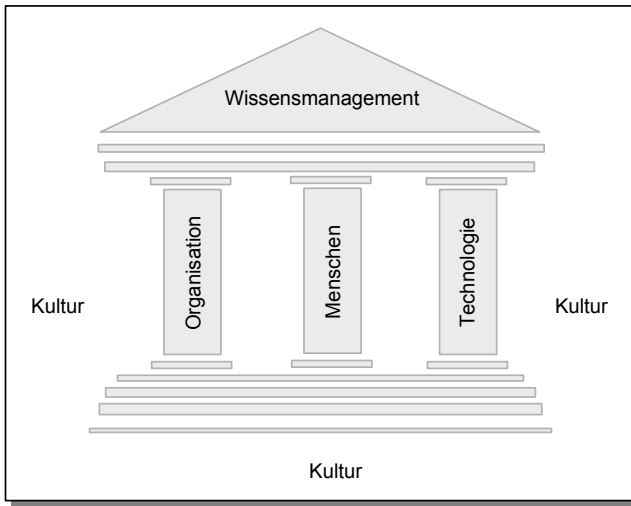 Wissensmanagement
Organisation
Menschen
Technologie
Kultur
Kultur
Kultur